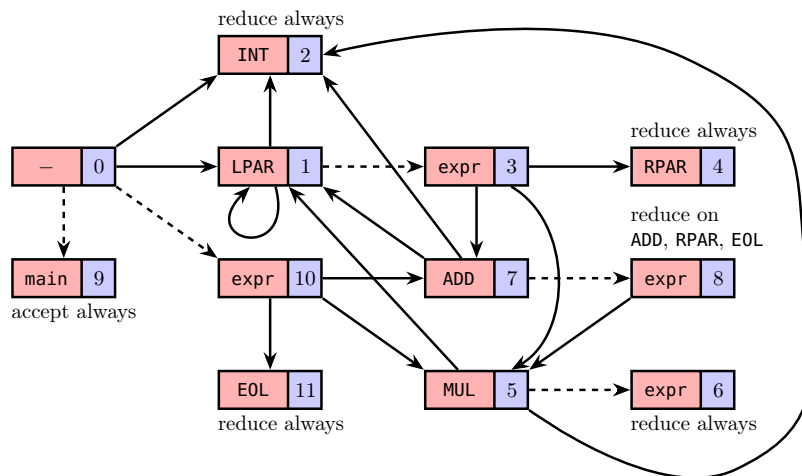 reduce always
INT 2
reduce always
– 0
LPAR 1
expr 3
RPAR 4
reduce on
ADD, RPAR, EOL
main 9
expr 10
ADD 7
expr 8
accept always
EOL 11
MUL 5
expr 6
reduce always
reduce always